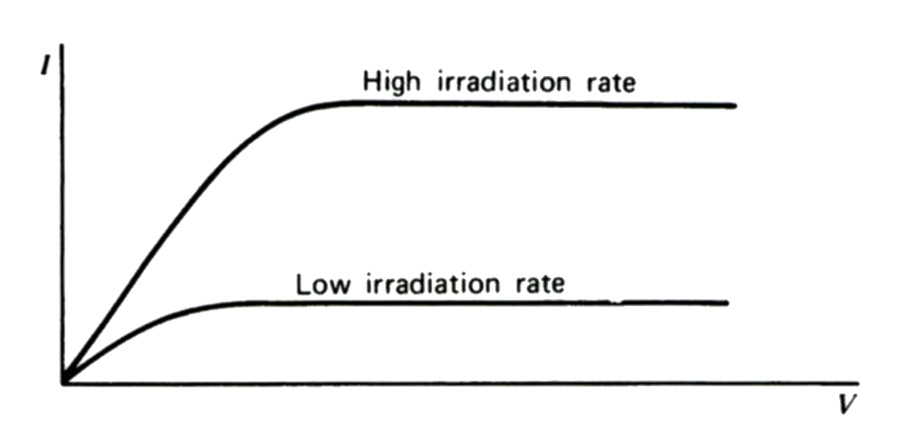 I
High irradiation rate
Low irradiation rate
V